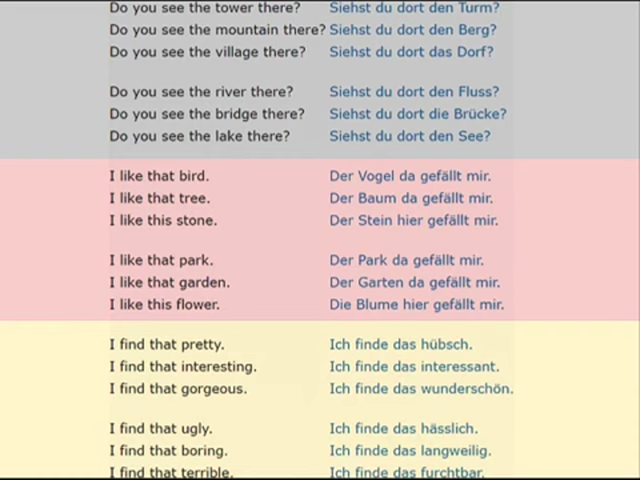 Do you see the tower there? Siehst du dort den Turm?
Do you see the mountain there? Siehst du dort den Berg?
Do you see the village there? Siehst du dort das Dorf?
Do you see the river there? Siehst du dort den Fluss?
Do you see the bridge there? Siehst du dort die Brücke?
Do you see the lake there? Siehst du dort den See?
I like that bird. Der Vogel da gefällt mir.
I like that tree. Der Baum da gefällt mir.
I like this stone. Der Stein hier gefällt mir.
I like that park. Der Park da gefällt mir.
I like that garden. Der Garten da gefällt mir.
I like this flower. Die Blume hier gefällt mir.
I find that pretty. Ich finde das hübsch.
I find that interesting. Ich finde das interessant.
I find that gorgeous. Ich finde das wunderschön.
I find that ugly. Ich finde das hässlich.
I find that boring. Ich finde das langweilig.
I find that terrible. Ich finde das furchtbar.